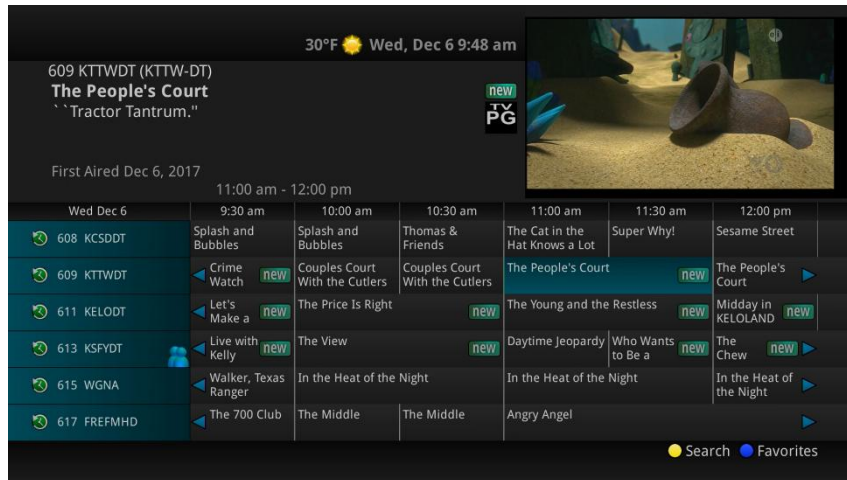 30°F Wed, Dec 6 9:48 am
609 KTTWDT (KTTW-DT)
The People's Court
new
``Tractor Tantrum.''
TV
PG
First Aired Dec 6, 2017
11:00 am - 12:00 pm
Wed Dec 6 9:30 am 10:00 am 10:30 am 11:00 am 11:30 am 12:00 pm
608 KCSDDT Splash and Bubbles Splash and Bubbles Thomas & Friends The Cat in the Hat Knows a Lot Super Why! Sesame Street
609 KTTWDT Crime Watch new Couples Court With the Cutlers Couples Court With the Cutlers The People's Court new The People's Court
611 KELODT Let's Make a new The Price Is Right new The Young and the Restless new Midday in KELOLAND new
613 KSFYDT Live with Kelly new The View new Daytime Jeopardy Who Wants to Be a new The Chew new
615 WGNA Walker, Texas Ranger In the Heat of the Night In the Heat of the Night In the Heat of the Night
617 FREFMHD The 700 Club The Middle The Middle Angry Angel
Search Favorites